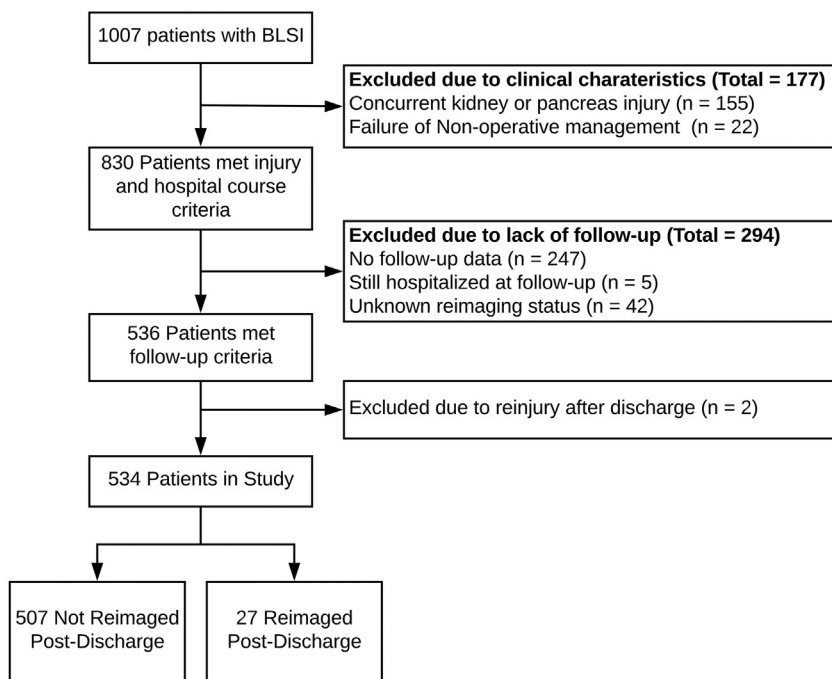 1007 patients with BLSI
Excluded due to clinical charateristics (Total = 177)
Concurrent kidney or pancreas injury (n = 155)
Failure of Non-operative management (n = 22)
830 Patients met injury
and hospital course
criteria
Excluded due to lack of follow-up (Total = 294)
No follow-up data (n = 247)
Still hospitalized at follow-up (n = 5)
Unknown reimaging status (n = 42)
536 Patients met
follow-up criteria
Excluded due to reinjury after discharge (n = 2)
534 Patients in Study
507 Not Reimaged
Post-Discharge
27 Reimaged
Post-Discharge